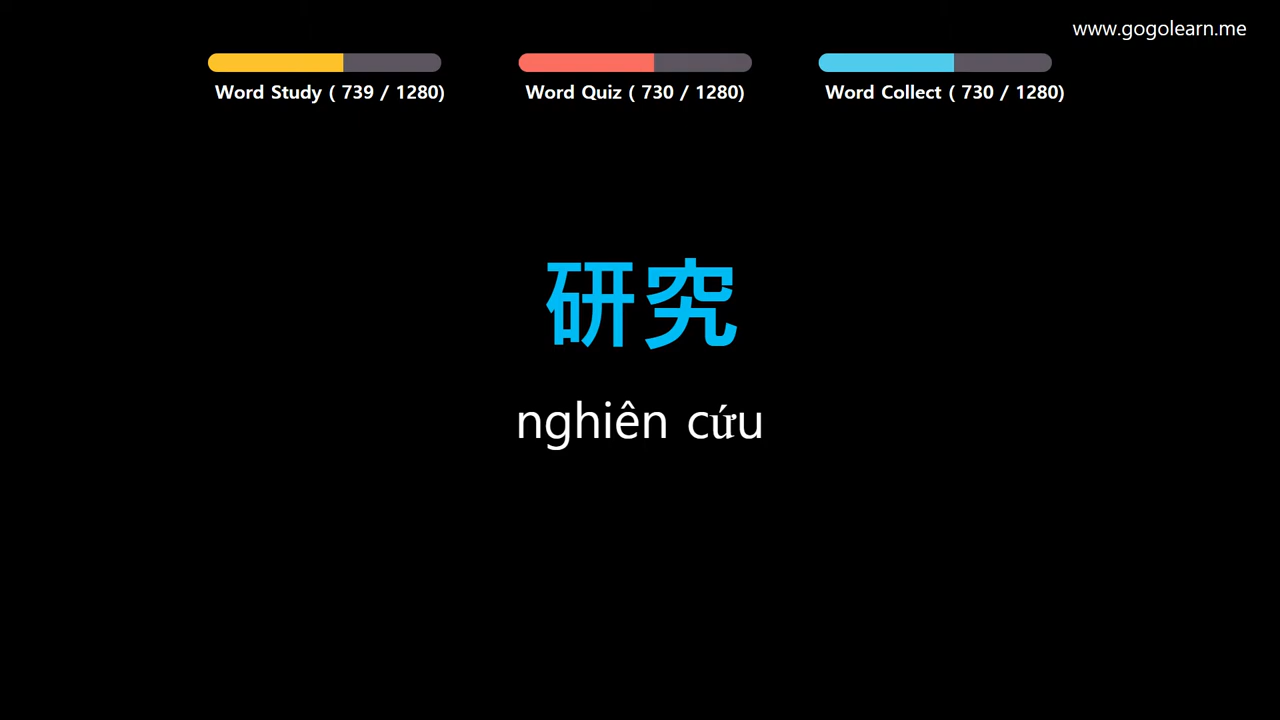 www.gogolearn.me
Word Study ( 739 / 1280)
Word Quiz ( 730 / 1280)
Word Collect ( 730 / 1280)
研究
nghiên cứu